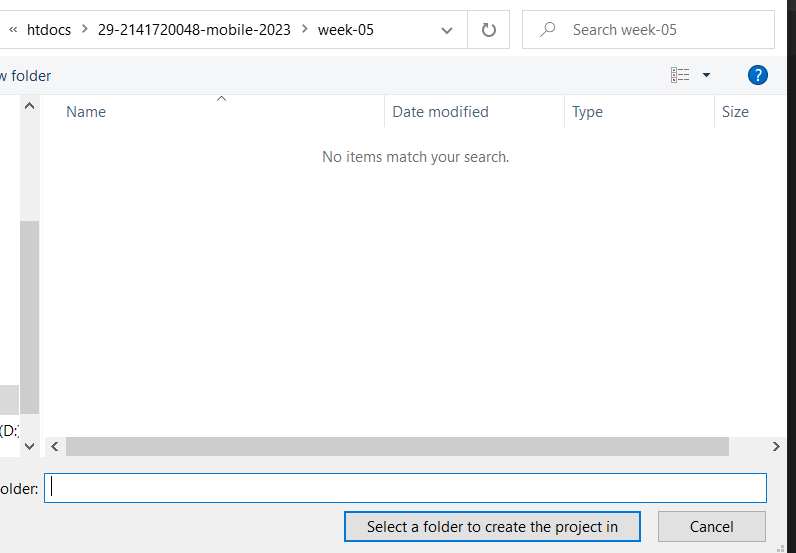 « htdocs > 29-2141720048-mobile-2023 > week-05
Search week-05
w folder
?
Name Date modified Type Size
No items match your search.
(D:)
older:
Select a folder to create the project in
Cancel